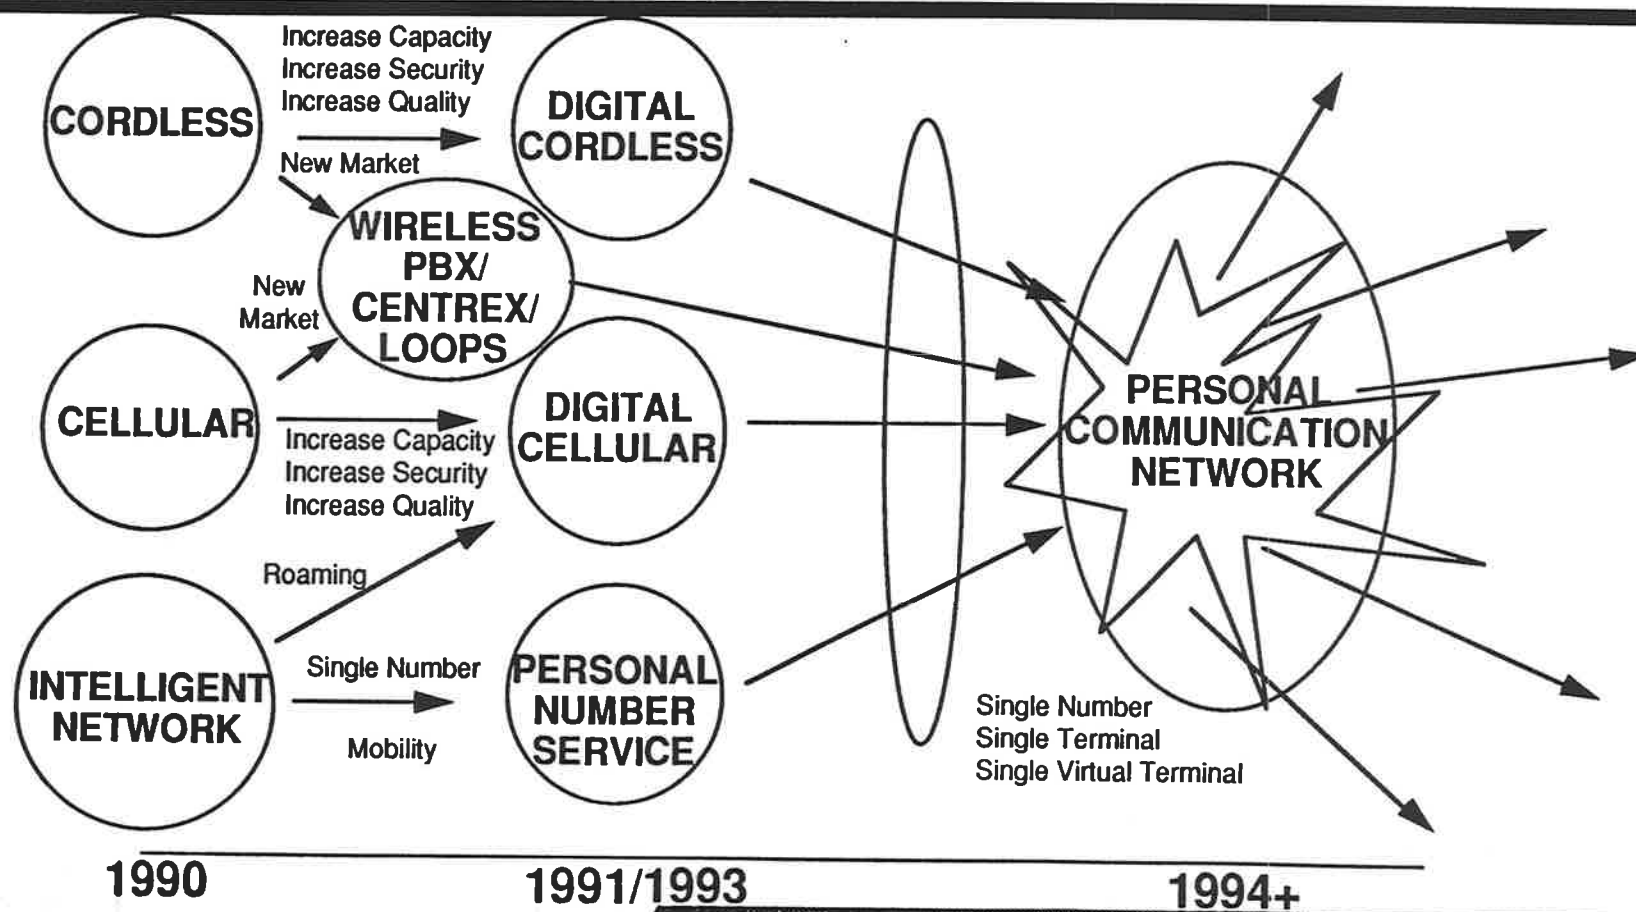 Increase Capacity
Increase Security
Increase Quality
CORDLESS
DIGITAL
CORDLESS
New Market
WIRELESS
PBX/
CENTREX/
LOOPS
New
Market
CELLULAR
DIGITAL
CELLULAR
Increase Capacity
Increase Security
Increase Quality
PERSONAL
COMMUNICATION
NETWORK
Roaming
INTELLIGENT
NETWORK
Single Number
Mobility
PERSONAL
NUMBER
SERVICE
Single Number
Single Terminal
Single Virtual Terminal
1990
1991/1993
1994+